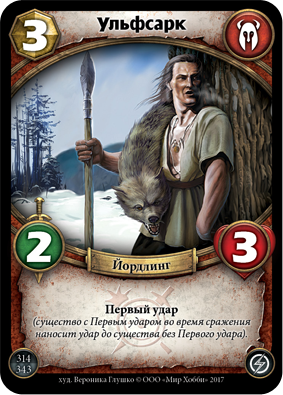 3
Ульфсарк
2
Йордлинг
3
Первый удар
(существо с Первым ударом во время сражения
наносит удар до существа без Первого удара).
314
343
худ. Вероника Глушко © ООО «Мир Хобби» 2017